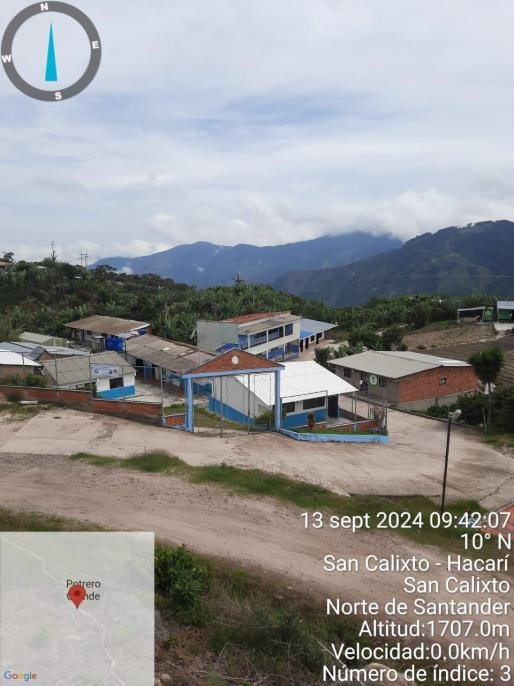 N
W
E
S
13 sept 2024 09:42:07
10° N
San Calixto - Hacarí
San Calixto
Norte de Santander
Altitud:1707.0m
Velocidad:0,0km/h
Número de índice: 3
Potrero
Grande
Google